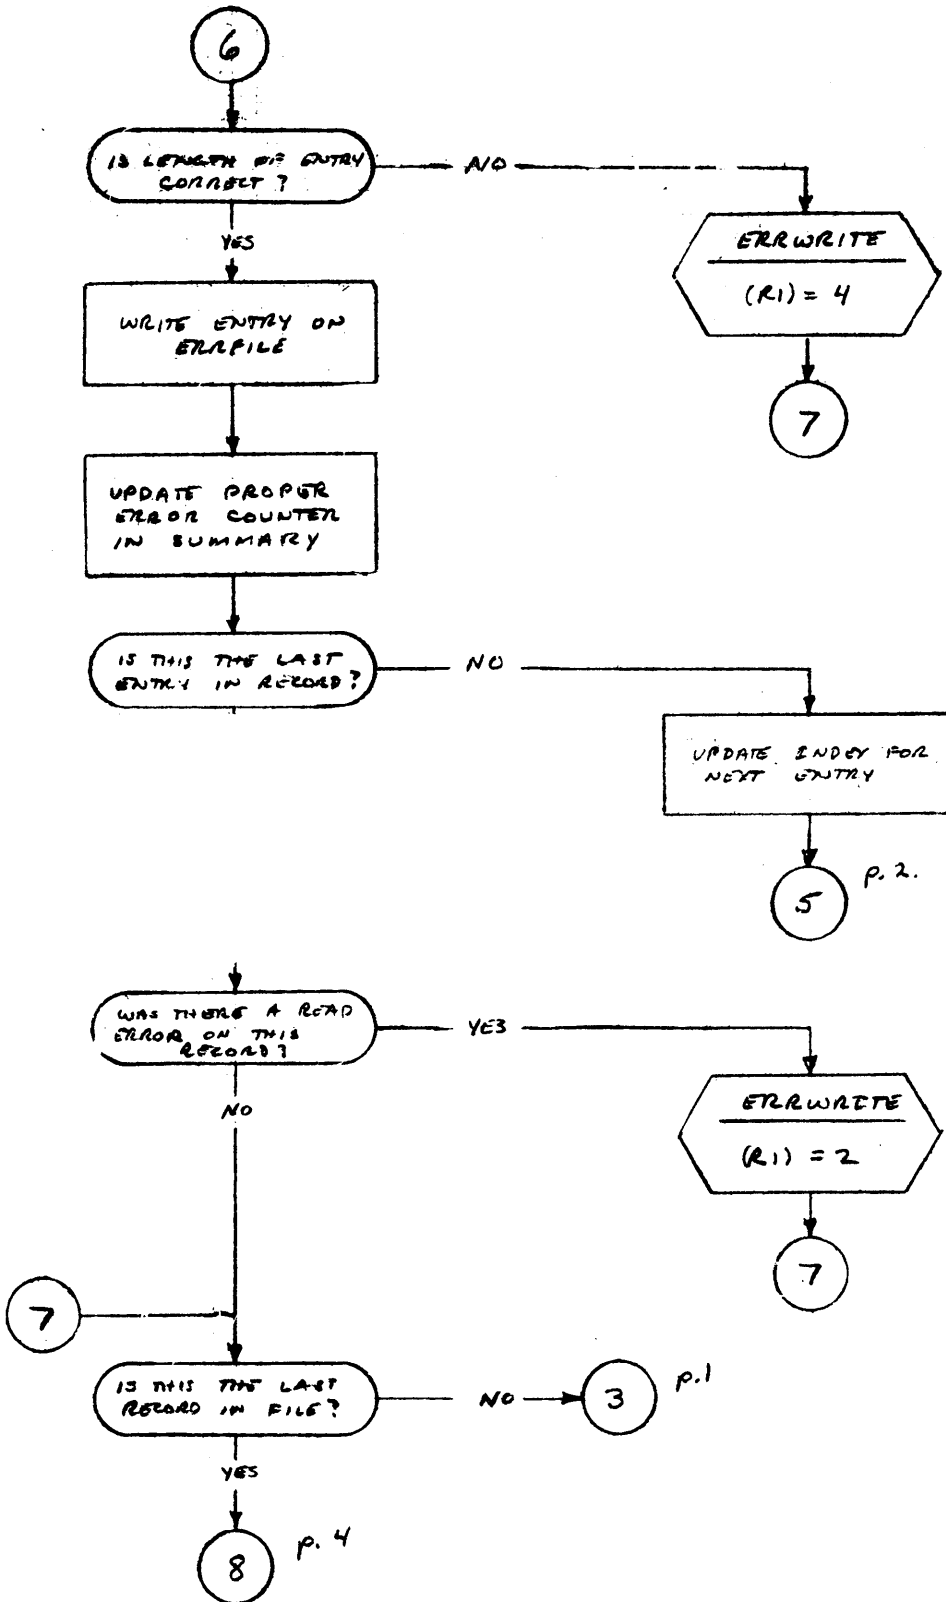 6
IS LENGTH OF ENTRY
CORRECT?
NO
YES
ERRWRITE
(R1) = 4
7
WRITE ENTRY ON
ERRFILE
UPDATE PROPER
ERROR COUNTER
IN SUMMARY
IS THIS THE LAST
ENTRY IN RECORD?
NO
UPDATE INDEX FOR
NEXT ENTRY
5
p. 2.
WAS THERE A READ
ERROR ON THIS
RECORD?
YES
NO
ERRWRITE
(R1) = 2
7
7
IS THIS THE LAST
RECORD IN FILE?
NO
3
p.1
YES
8
p. 4